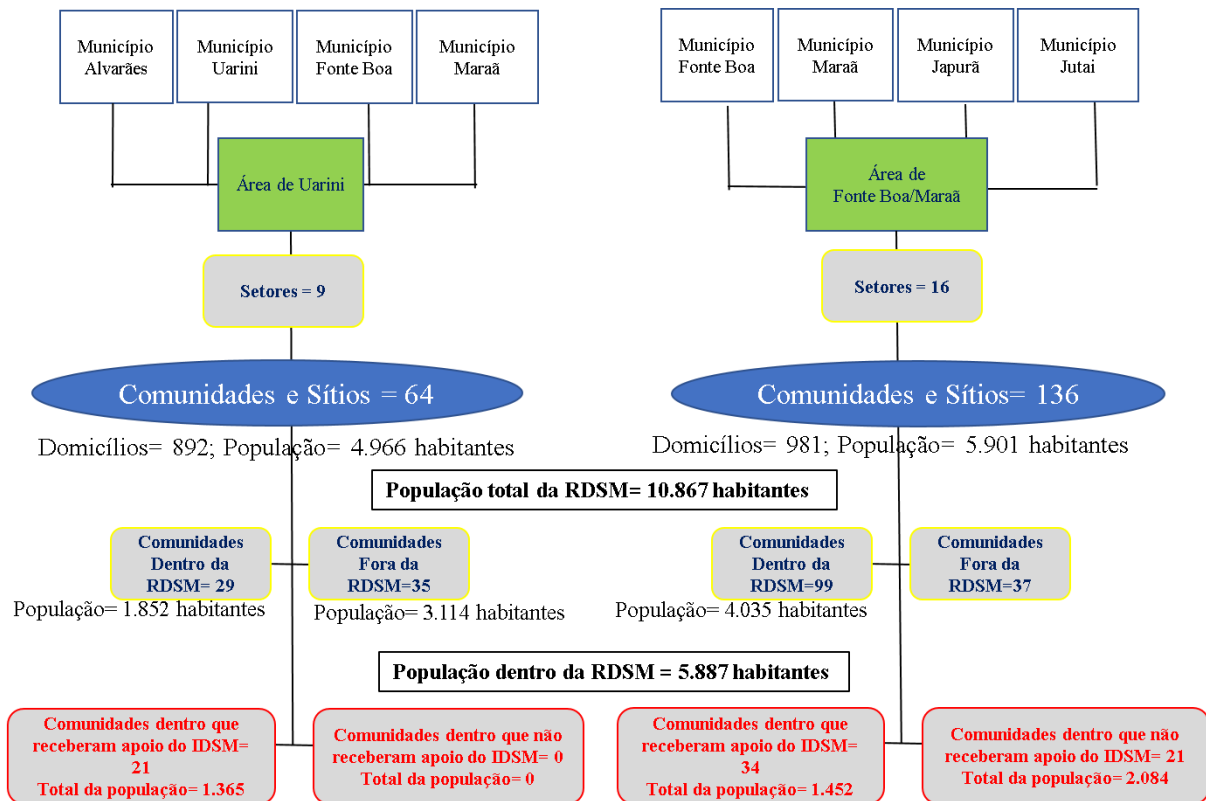 Município
Alvarães
Município
Uarini
Município
Fonte Boa
Município
Maraã
Município
Fonte Boa
Município
Maraã
Município
Japurã
Município
Jutai
Área de Uarini
Área de
Fonte Boa/Maraã
Setores = 9
Setores = 16
Comunidades e Sítios = 64
Comunidades e Sítios= 136
Domicílios= 892; População= 4.966 habitantes
Domicílios= 981; População= 5.901 habitantes
População total da RDSM= 10.867 habitantes
Comunidades
Dentro da
RDSM= 29
Comunidades
Fora da
RDSM=35
Comunidades
Dentro da
RDSM=99
Comunidades
Fora da
RDSM=37
População= 1.852 habitantes
População= 3.114 habitantes
População= 4.035 habitantes
População dentro da RDSM = 5.887 habitantes
Comunidades dentro que
receberam apoio do IDSM=
21
Total da população= 1.365
Comunidades dentro que não
receberam apoio do IDSM= 0
Total da população= 0
Comunidades dentro que
receberam apoio do IDSM=
34
Total da população= 1.452
Comunidades dentro que não
receberam apoio do IDSM= 21
Total da população= 2.084